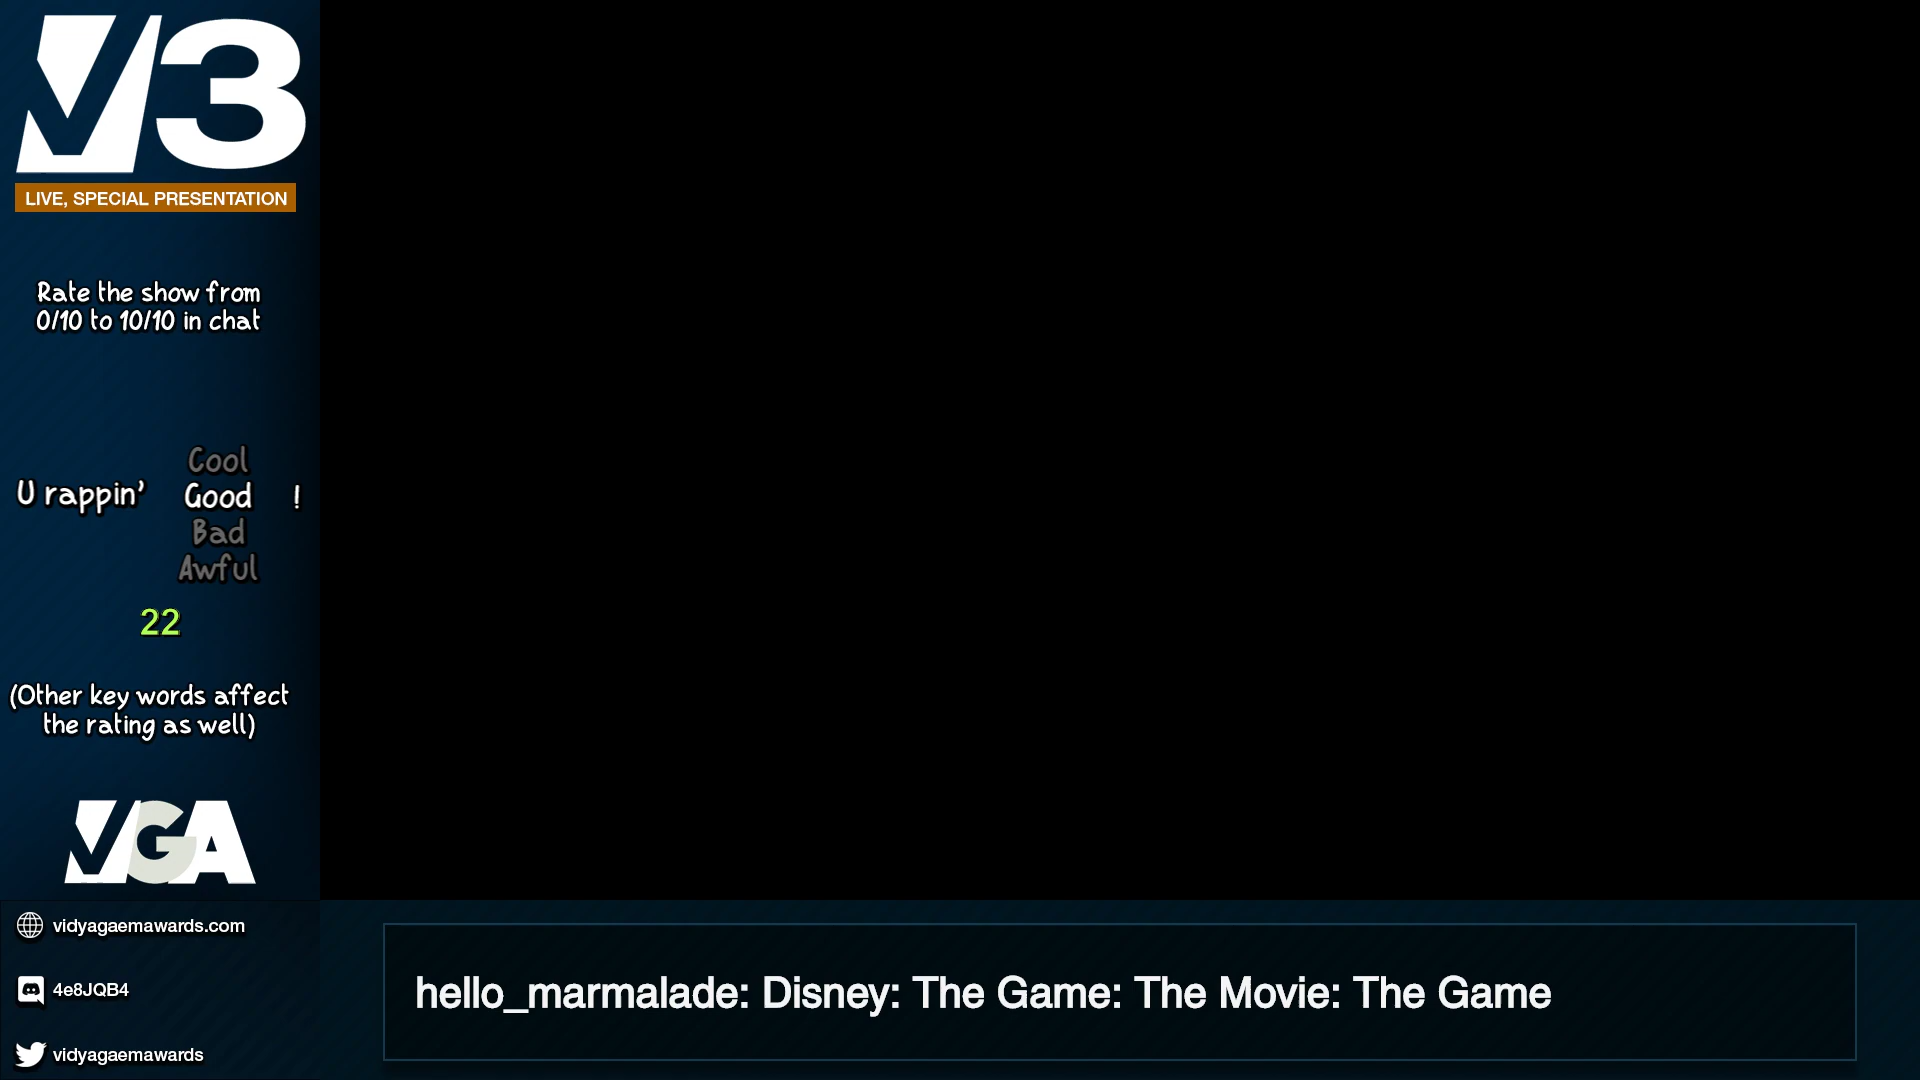 V3
LIVE, SPECIAL PRESENTATION
Rate the show from
0/10 to 10/10 in chat
Cool
U rappin' Good !
Bad
Awful
22
(Other key words affect
the rating as well)
VGA
vidyagaemawards.com
4e8JQB4
vidyagaemawards
hello_marmalade: Disney: The Game: The Movie: The Game